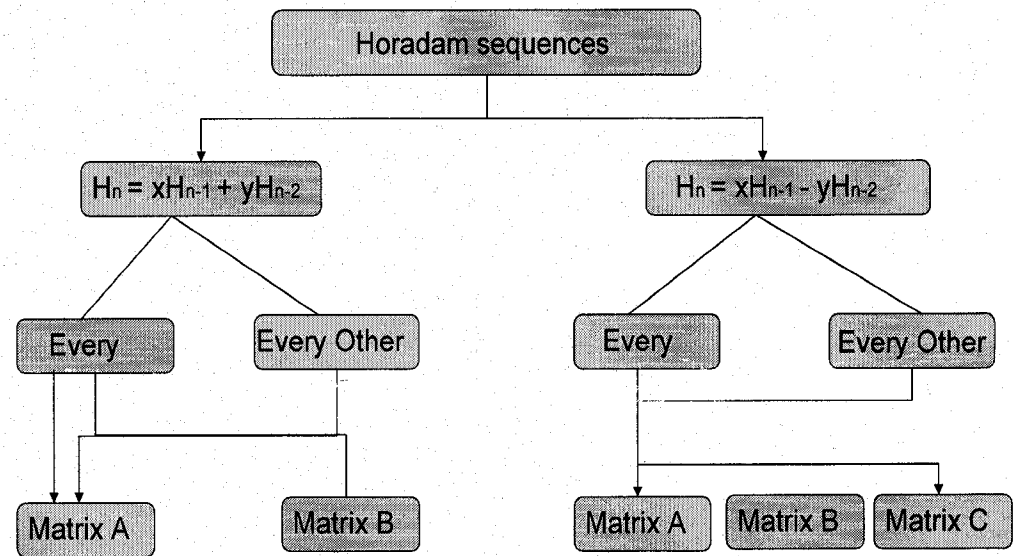 Horadam sequences
Hn = xHn-1 + yHn-2
Hn = xHn-1 - yHn-2
Every
Every Other
Every
Every Other
Matrix A
Matrix B
Matrix A
Matrix B
Matrix C